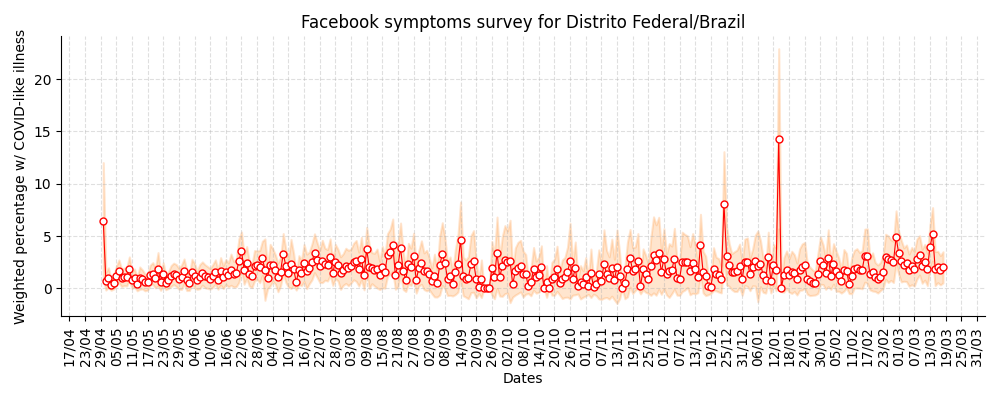 Facebook symptoms survey for Distrito Federal/Brazil
Weighted percentage w/ COVID-like illness
20
15
10
5
0
17/04 23/04 29/04 05/05 11/05 17/05 23/05 29/05 04/06 10/06 16/06 22/06 28/06 04/07 10/07 16/07 22/07 28/07 03/08 09/08 15/08 21/08 27/08 02/09 08/09 14/09 20/09 26/09 02/10 08/10 14/10 20/10 26/10 01/11 07/11 13/11 19/11 25/11 01/12 07/12 13/12 19/12 25/12 31/12 06/01 12/01 18/01 24/01 30/01 05/02 11/02 17/02 23/02 01/03 07/03 13/03 19/03 25/03 31/03
Dates